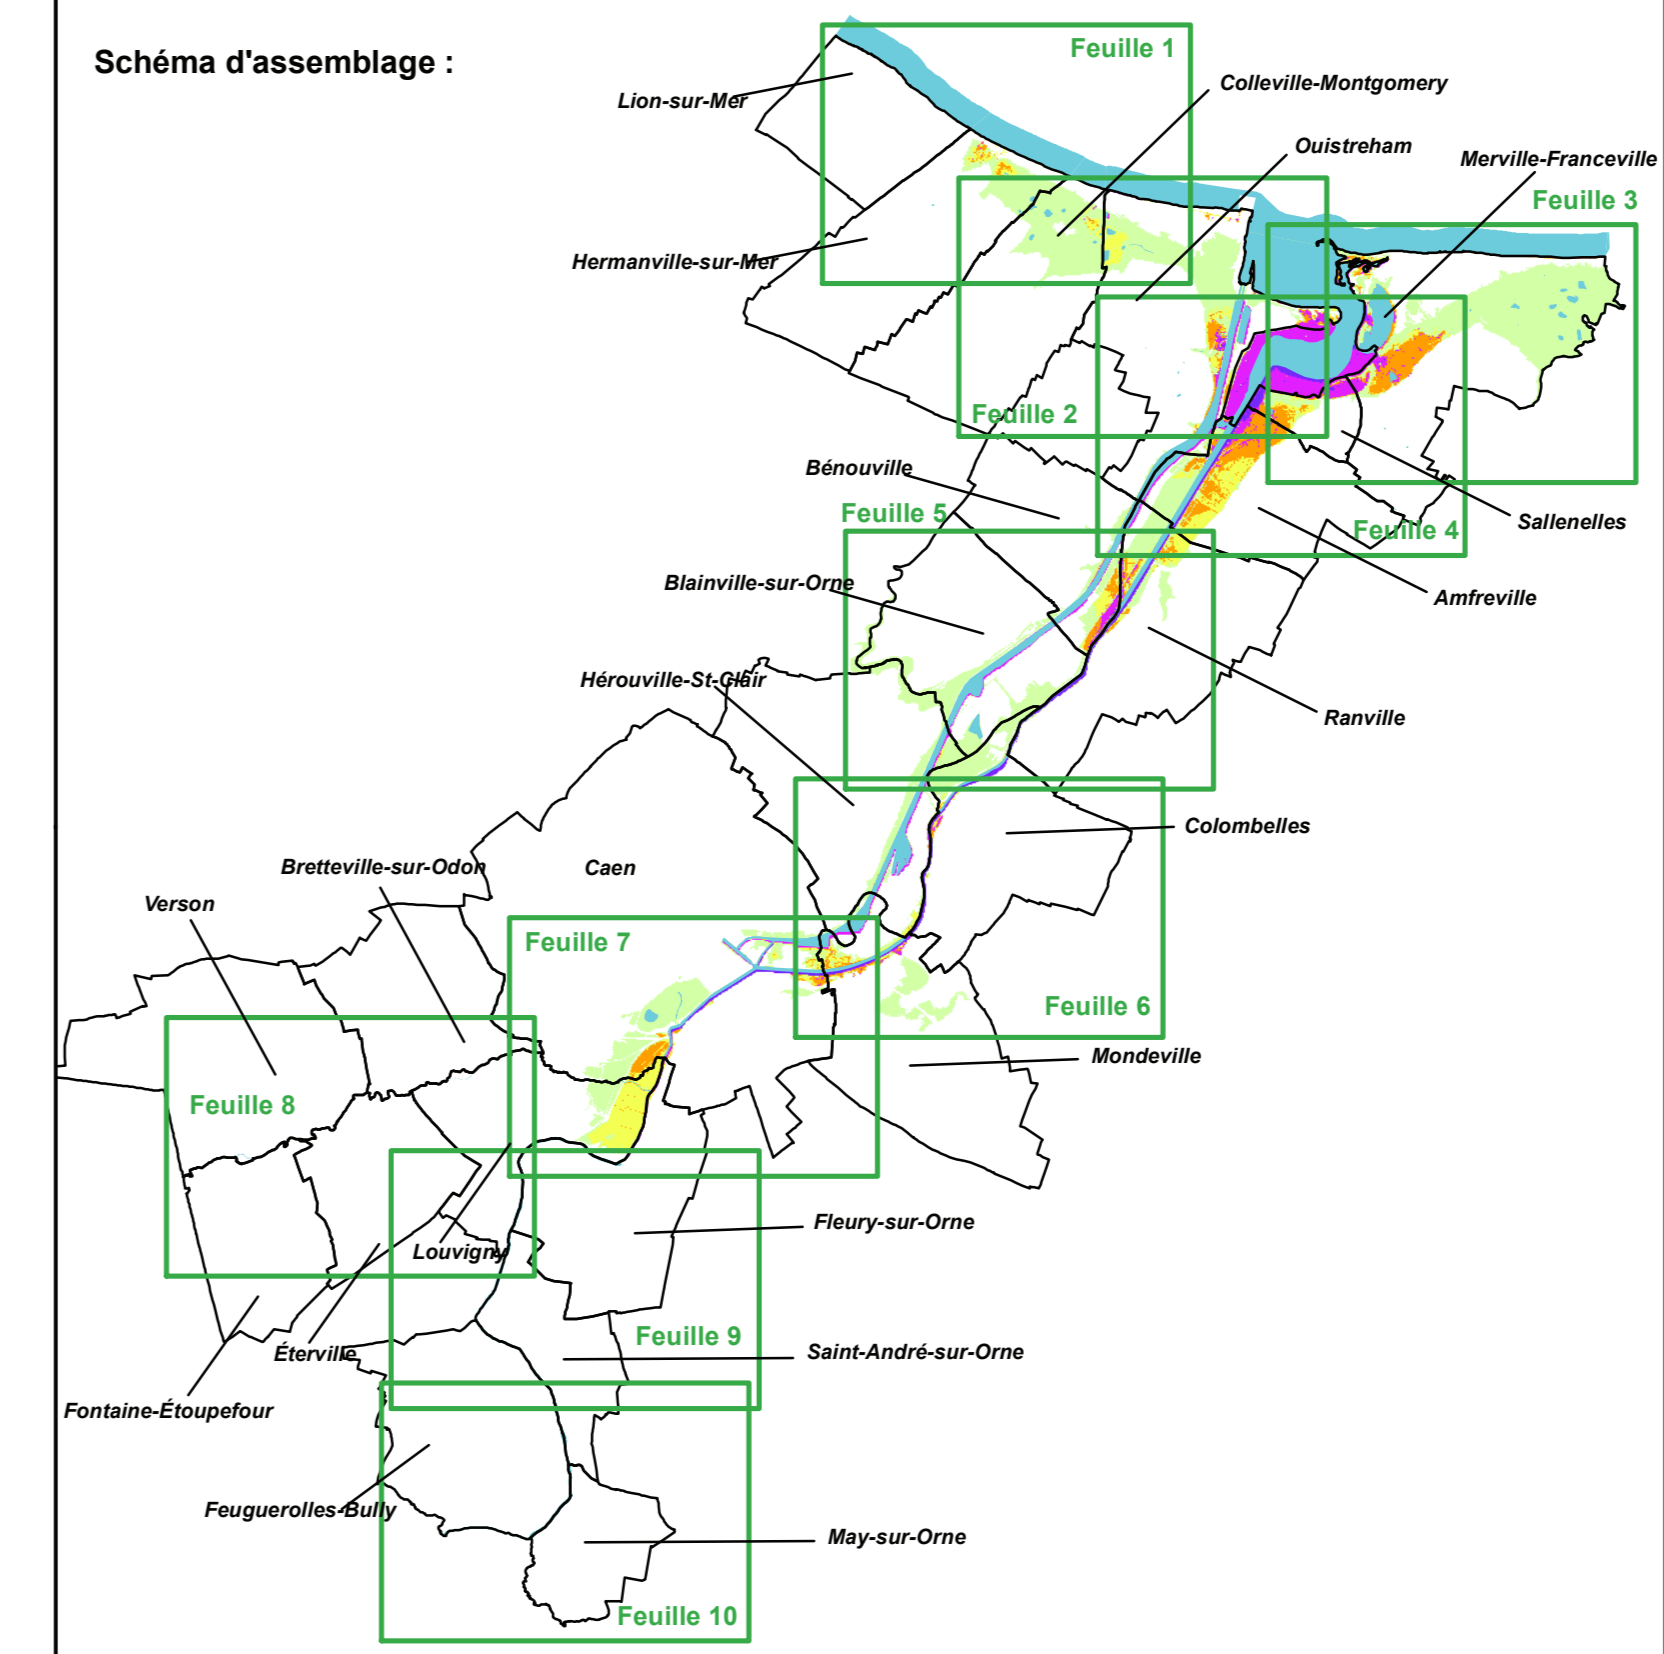 Schéma d'assemblage :
Feuille 1
Colleville-Montgomery
Lion-sur-Mer
Ouistreham
Merville-Franceville
Feuille 3
Hermanville-sur-Mer
Feuille 2
Bénouville
Feuille 5
Sallenelles
Feuille 4
Blainville-sur-Orne
Amfreville
Hérouville-St-Clair
Ranville
Colombelles
Bretteville-sur-Odon
Caen
Verson
Feuille 7
Feuille 6
Mondeville
Feuille 8
Fleury-sur-Orne
Louvigny
Feuille 9
Éterville
Saint-André-sur-Orne
Fontaine-Étoupefour
Feuguerolles-Bully
May-sur-Orne
Feuille 10